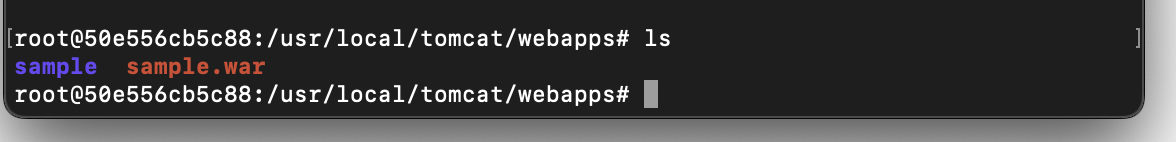 [root@50e556cb5c88:/usr/local/tomcat/webapps# ls ]
sample  sample.war
root@50e556cb5c88:/usr/local/tomcat/webapps#